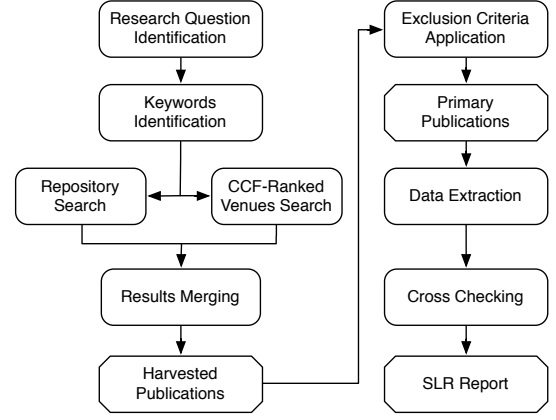 Research Question
Identification
Keywords
Identification
Repository
Search
CCF-Ranked
Venues Search
Results Merging
Harvested
Publications
Exclusion Criteria
Application
Primary
Publications
Data Extraction
Cross Checking
SLR Report